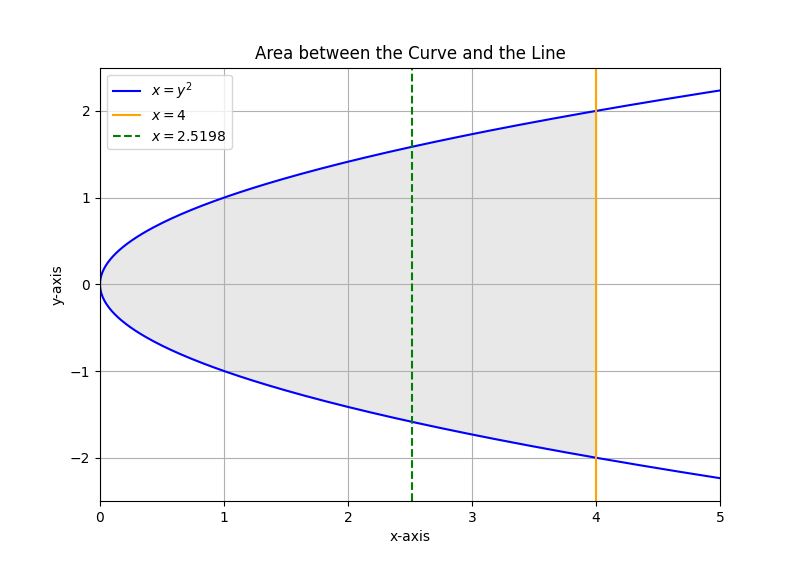 Area between the Curve and the Line
x = y²
x = 4
x = 2.5198
y-axis
2
1
0
−1
−2
0 1 2 3 4 5
x-axis